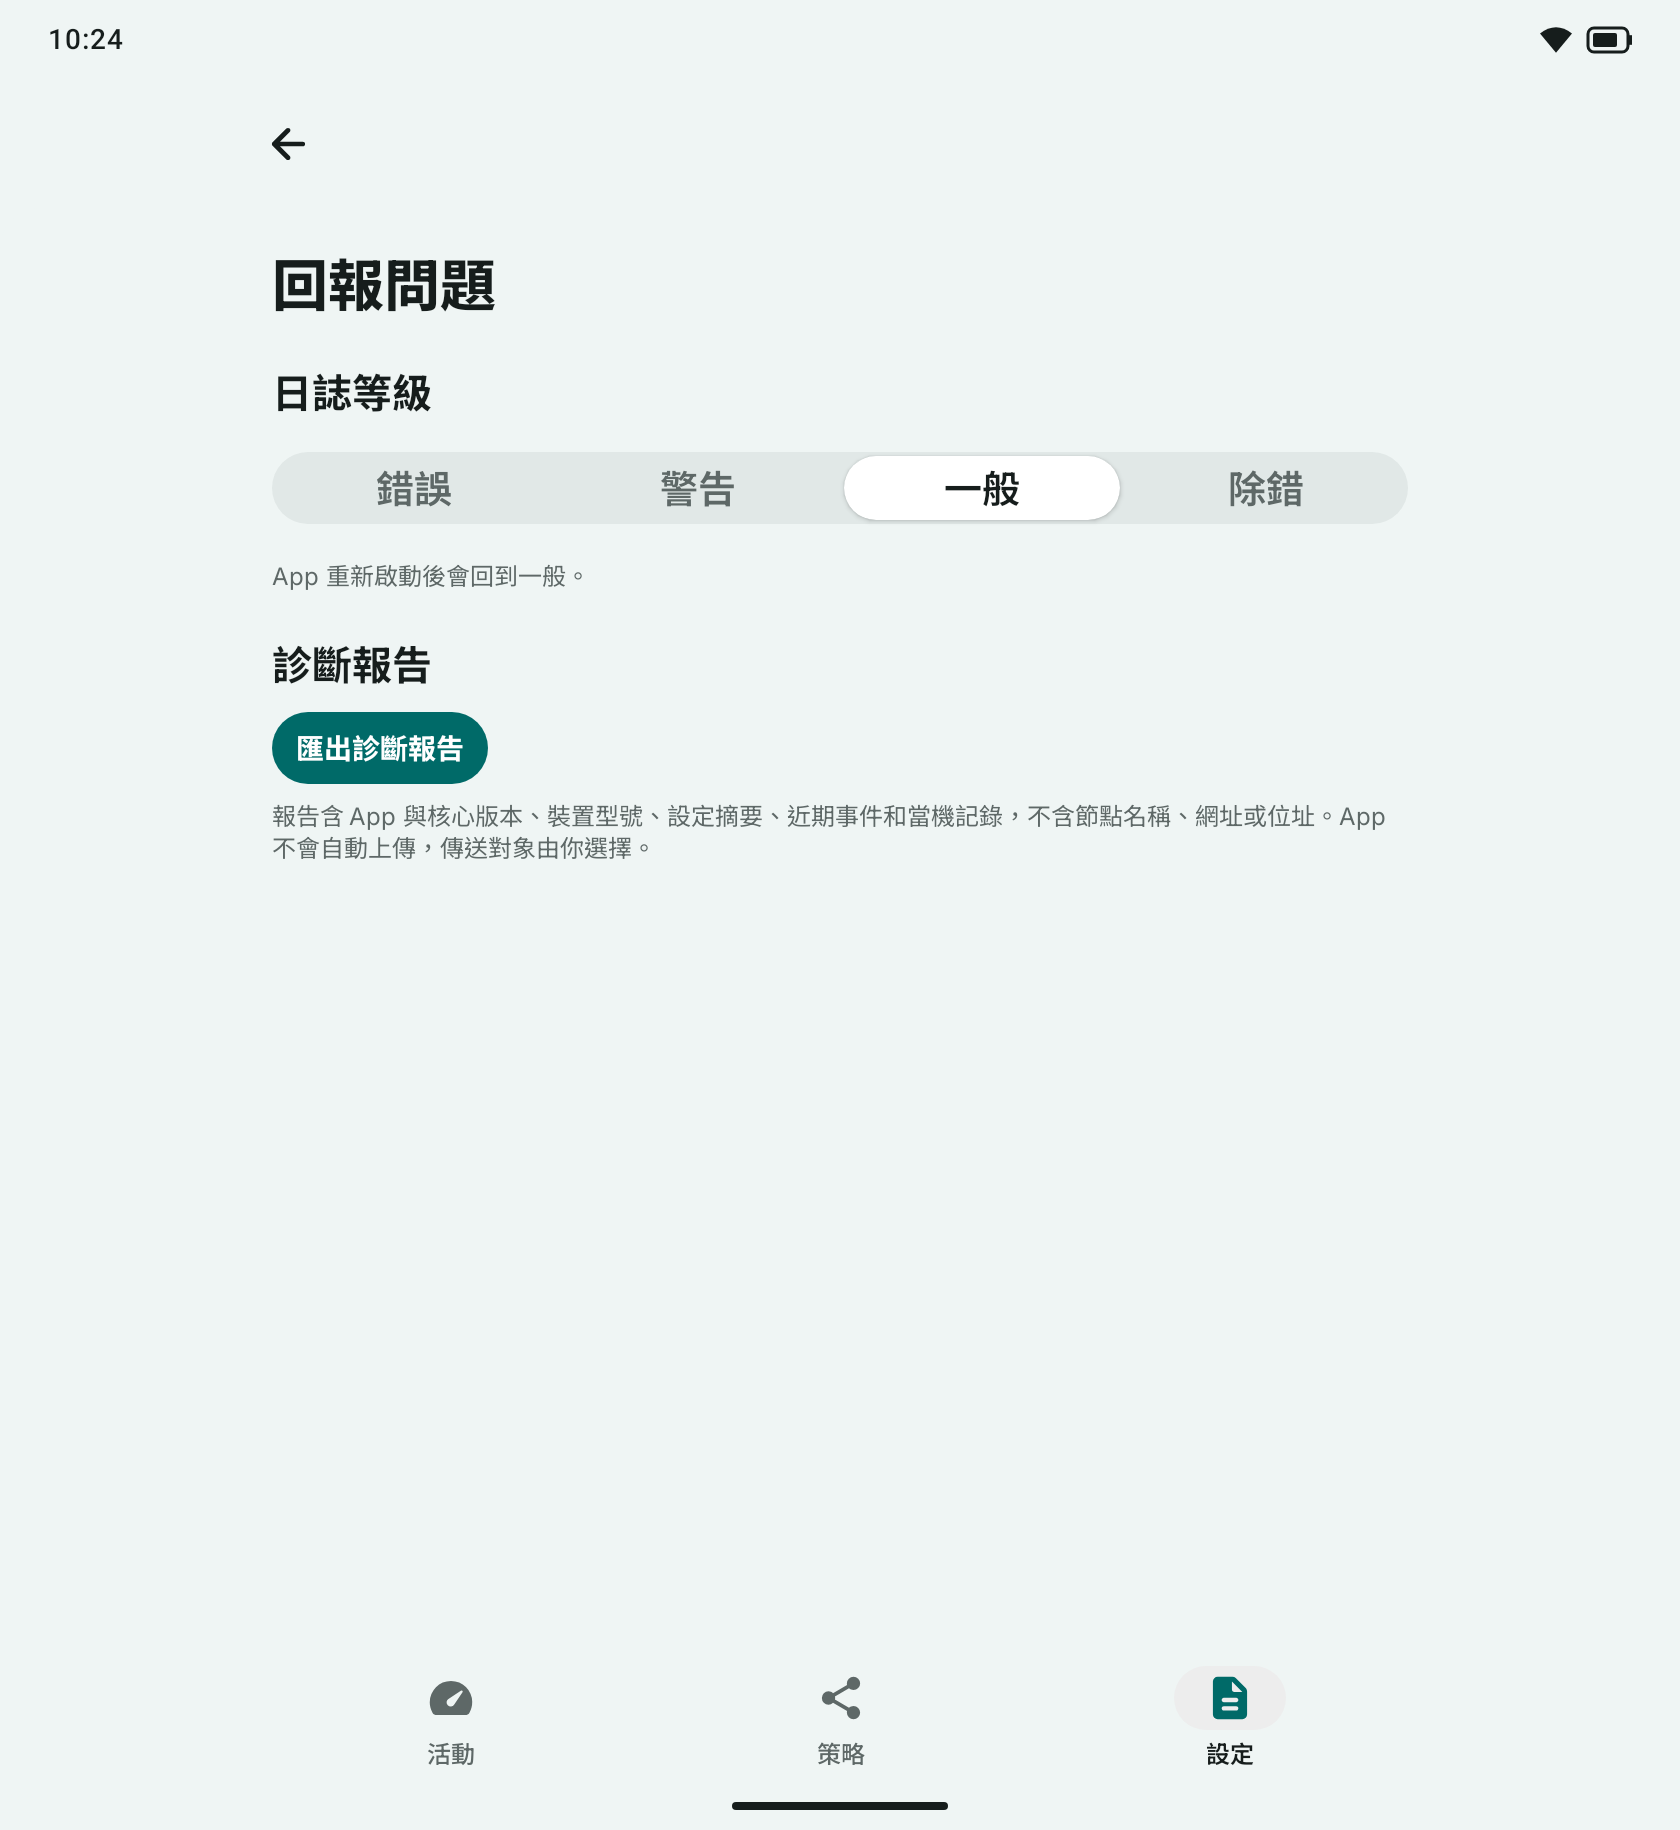 10:24
回報問題
日誌等級
錯誤 警告 一般 除錯
App 重新啟動後會回到一般。
診斷報告
匯出診斷報告
報告含 App 與核心版本、裝置型號、設定摘要、近期事件和當機記錄，不含節點名稱、網址或位址。App
不會自動上傳，傳送對象由你選擇。
活動 策略 設定